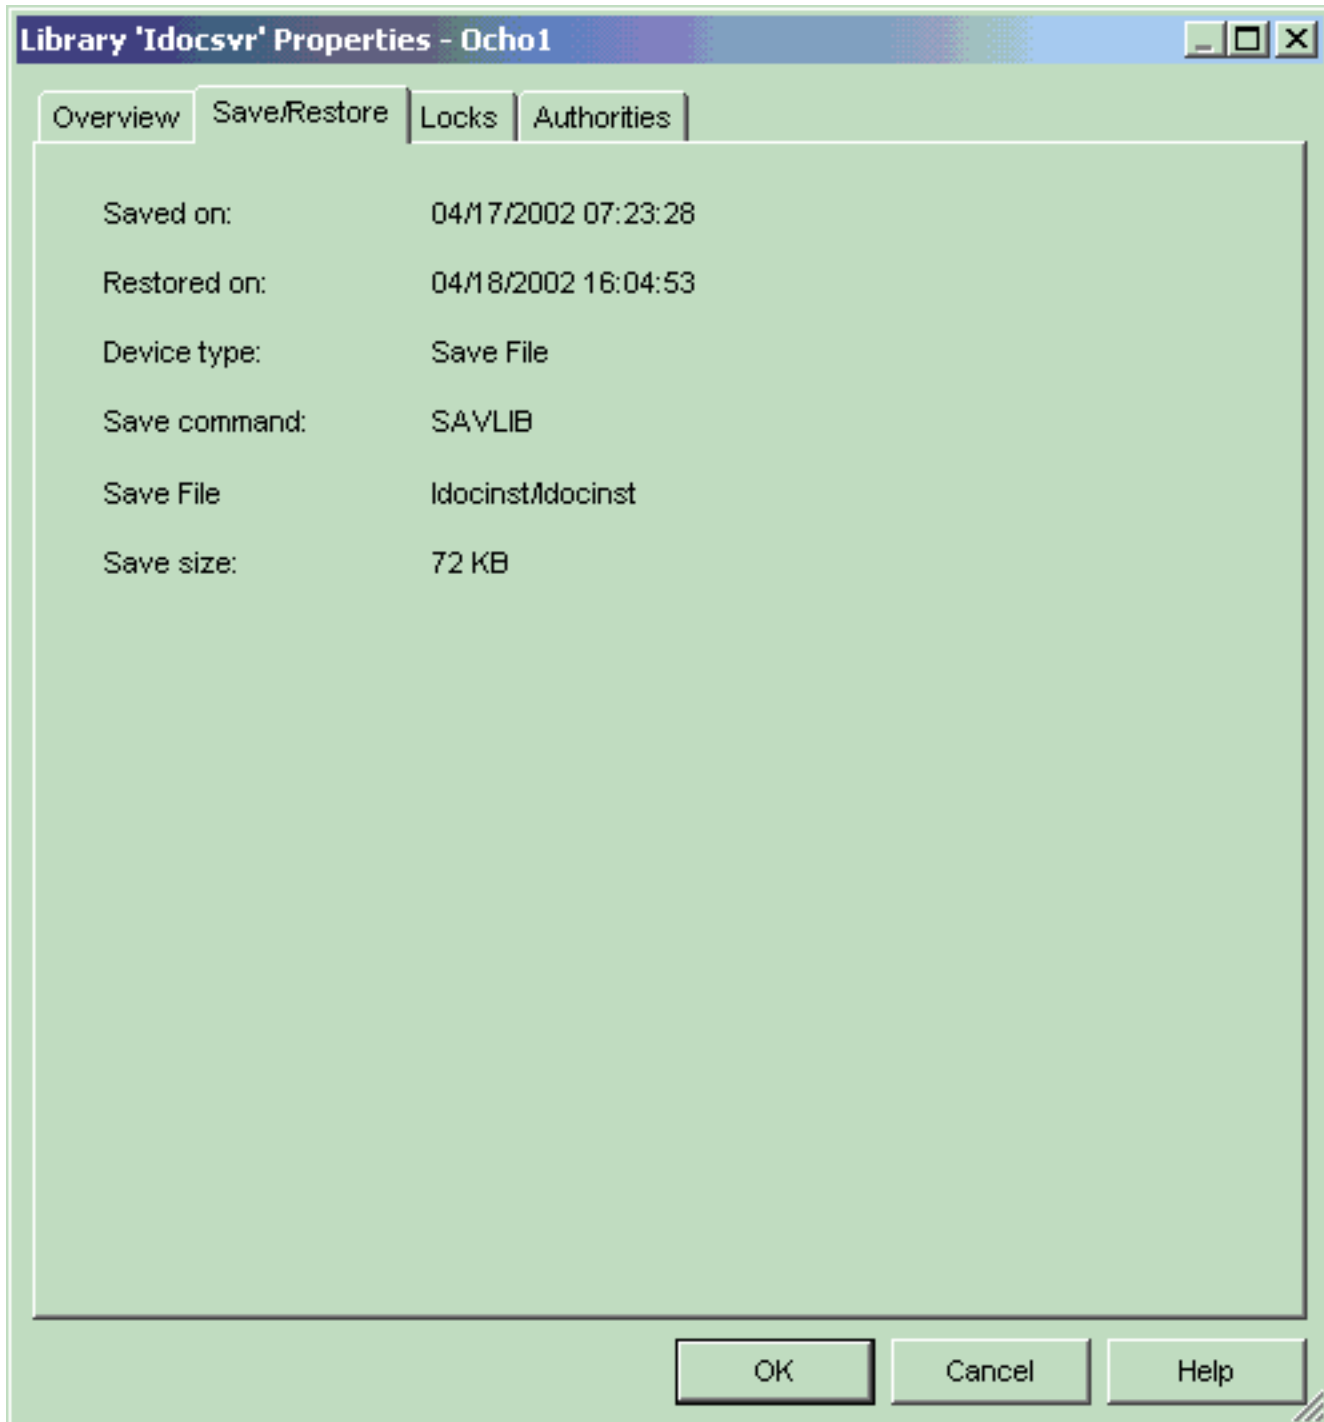 Library 'Idocsvr' Properties - Ocho1
Overview Save/Restore Locks Authorities
Saved on: 04/17/2002 07:23:28
Restored on: 04/18/2002 16:04:53
Device type: Save File
Save command: SAVLIB
Save File Idocinst/Idocinst
Save size: 72 KB
OK Cancel Help